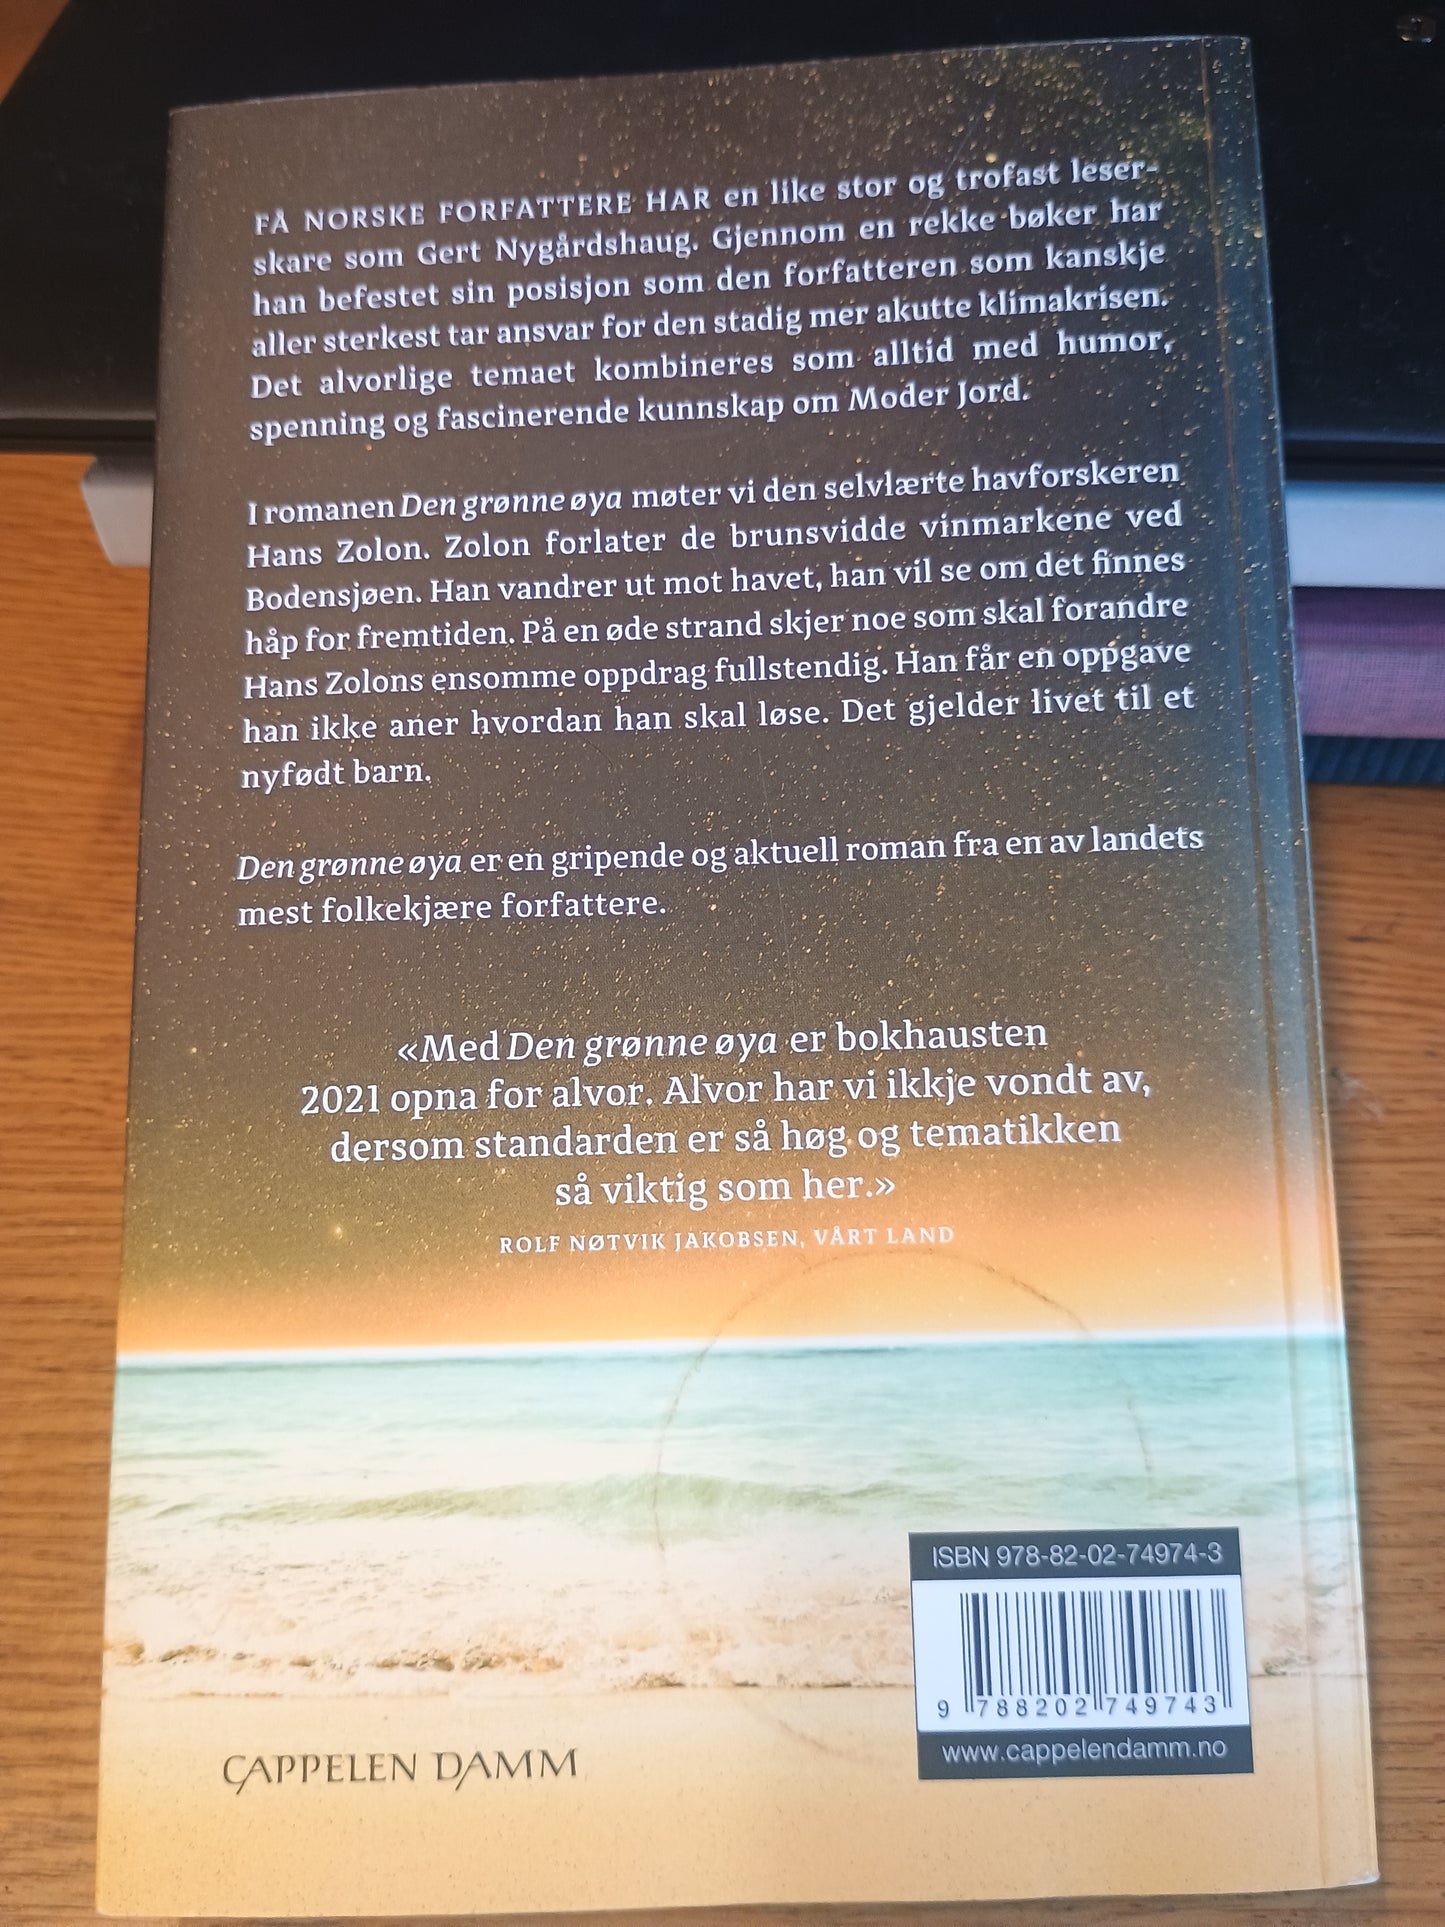 FÅ NORSKE FORFATTERE HAR en like stor og trofast leser-
skare som Gert Nygårdshaug. Gjennom en rekke bøker har
han befestet sin posisjon som den forfatteren som kanskje
aller sterkest tar ansvar for den stadig mer akutte klimakrisen.
Det alvorlige temaet kombineres som alltid med humor,
spenning og fascinerende kunnskap om Moder Jord.
I romanen Den grønne øya møter vi den selvlærte havforskeren
Hans Zolon. Zolon forlater de brunsvidde vinmarkene ved
Bodensjøen. Han vandrer ut mot havet, han vil se om det finnes
håp for fremtiden. På en øde strand skjer noe som skal forandre
Hans Zolons ensomme oppdrag fullstendig. Han får en oppgave
han ikke aner hvordan han skal løse. Det gjelder livet til et
nyfødt barn.
Den grønne øya er en gripende og aktuell roman fra en av landets
mest folkekjære forfattere.
«Med Den grønne øya er bokhausten
2021 opna for alvor. Alvor har vi ikkje vondt av,
dersom standarden er så høg og tematikken
så viktig som her.»
ROLF NØTVIK JAKOBSEN, VÅRT LAND
ISBN 978-82-02-74974-3
9 788202 749743
www.cappelendamm.no
CAPPELEN DAMM